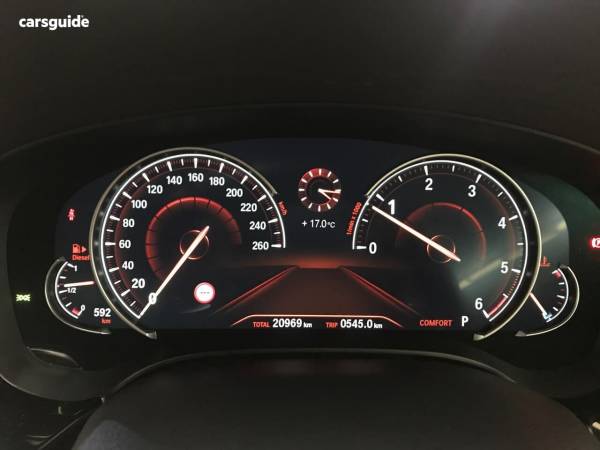 carsguide
0 20 40 60 80 100 120 140 160 180 200 220 240 260
km/h
+ 17.0°C
1/min x 1000
0 1 2 3 4 5 6
Diesel
1
1/2
0
592
km
TOTAL 20969 km TRIP 0545.0 km COMFORT P